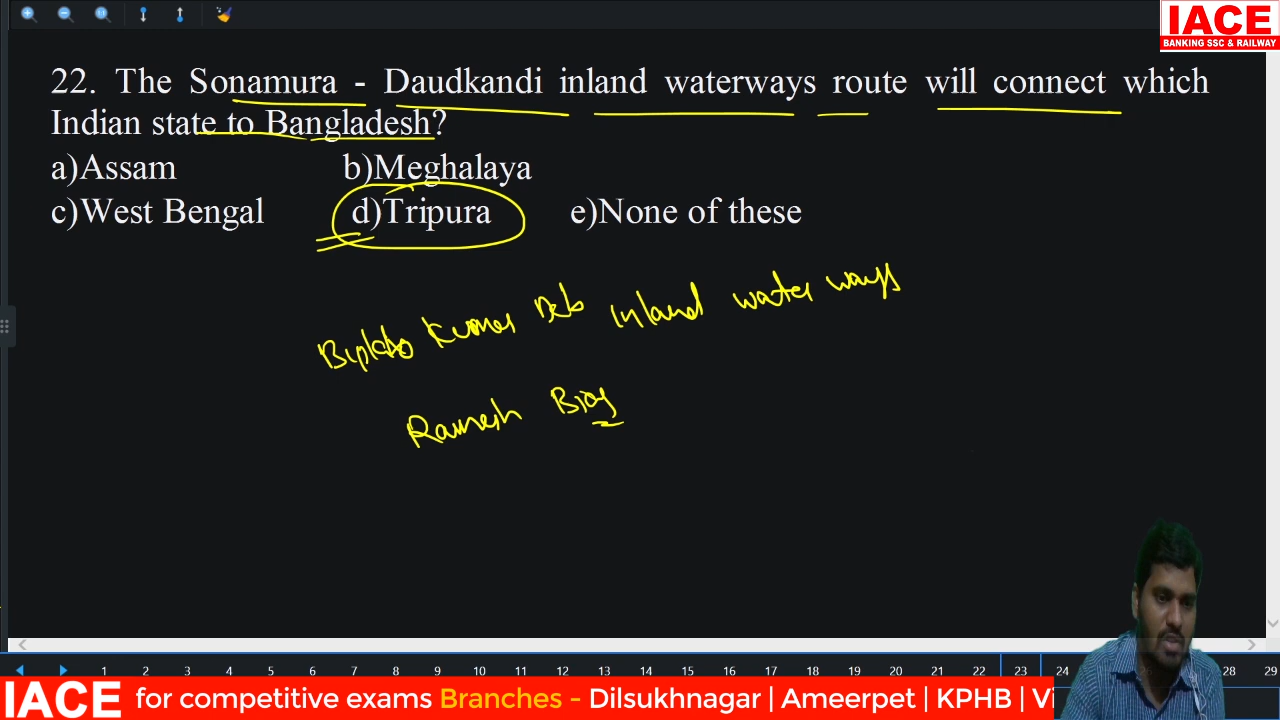 IACE
BANKING SSC & RAILWAY
22. The Sonamura - Daudkandi inland waterways route will connect which
Indian state to Bangladesh?
a)Assam b)Meghalaya
c)West Bengal d)Tripura e)None of these
Kumar Deb inland water ways
Ramesh
1 2 3 4 5 6 7 8 9 10 11 12 13 14 15 16 17 18 19 20 21 22 23 24 28 29
IACE for competitive exams Branches - Dilsukhnagar | Ameerpet | KPHB | Vi